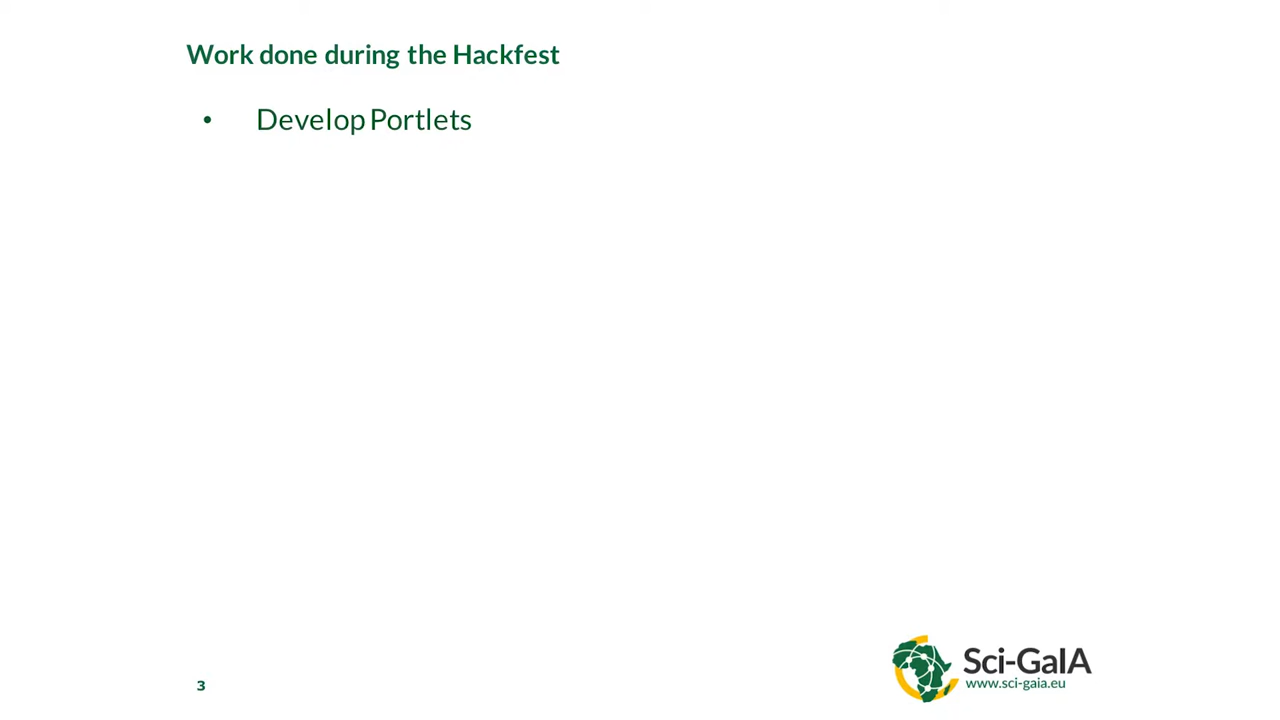 Work done during the Hackfest
• Develop Portlets
3
Sci-GaIA
www.sci-gaia.eu